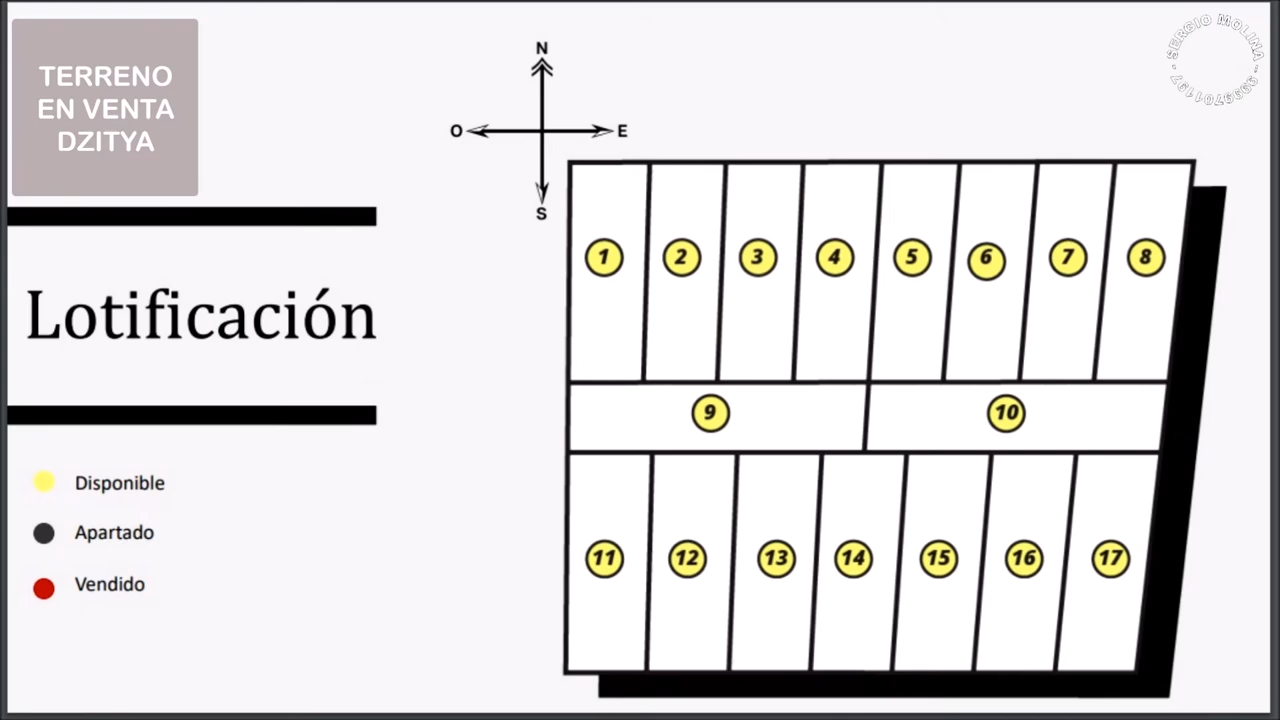 TERRENO
EN VENTA
DZITYA
SERGIO MOLINA - 9997011197 -
N
O E
S
Lotificación
Disponible
Apartado
Vendido
1 2 3 4 5 6 7 8
9 10
11 12 13 14 15 16 17